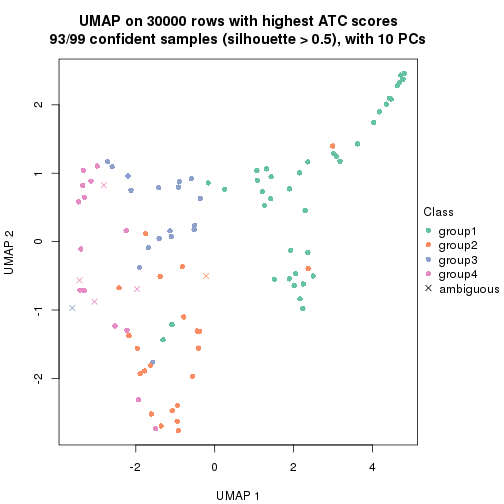 UMAP on 30000 rows with highest ATC scores
93/99 confident samples (silhouette > 0.5), with 10 PCs
2
1
0
-1
-2
UMAP 2
-2
0
2
4
UMAP 1
Class
group1
group2
group3
group4
ambiguous